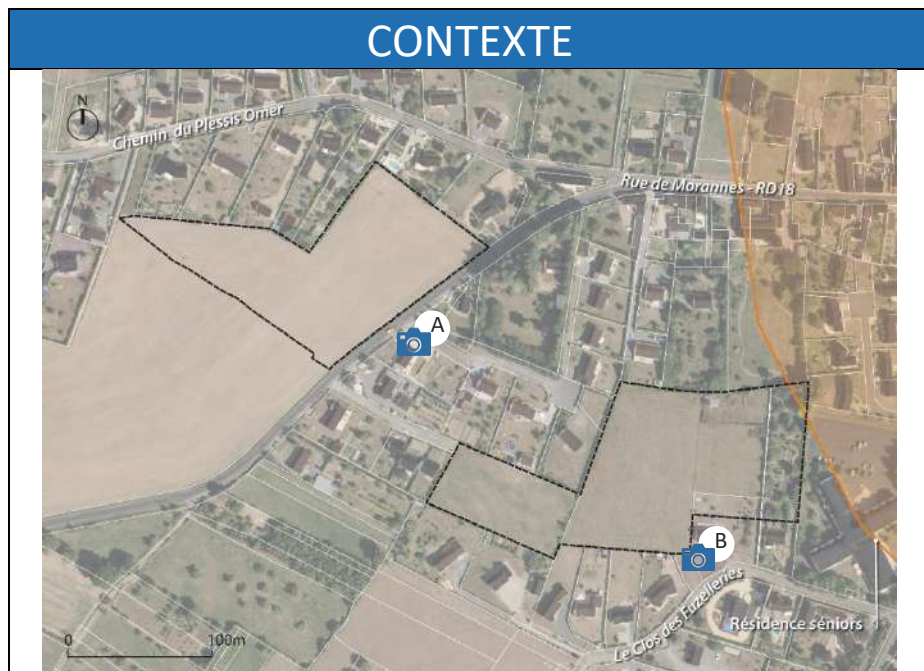 CONTEXTE
N
Chemin du Plessis Omer
Rue de Morannes - RD18
A
B
Résidence séniors
Le Clos des Fuzelleries
0 100m